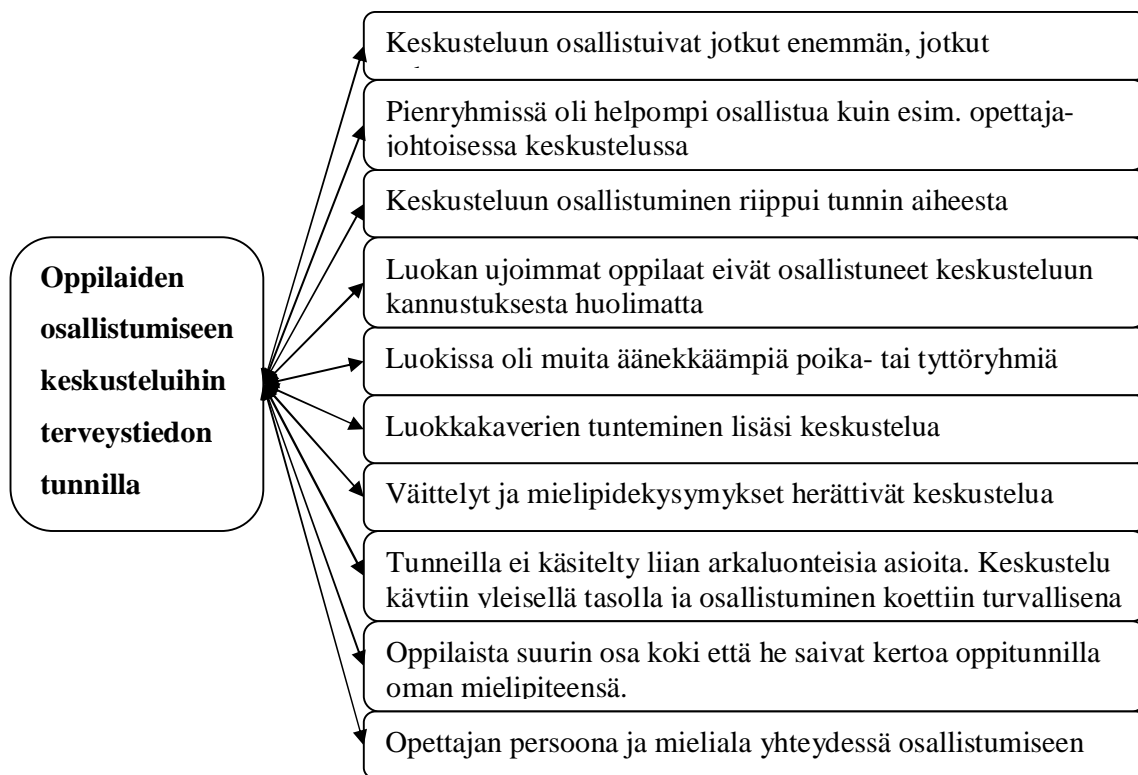 Keskusteluun osallistuivat jotkut enemmän, jotkut
Pienryhmissä oli helpompi osallistua kuin esim. opettaja-
johtoisessa keskustelussa
Keskusteluun osallistuminen riippui tunnin aiheesta
Luokan ujoimmat oppilaat eivät osallistuneet keskusteluun
kannustuksesta huolimatta
Luokissa oli muita äänekkäämpiä poika- tai tyttöryhmiä
Luokkakaverien tunteminen lisäsi keskustelua
Väittelyt ja mielipidekysymykset herättivät keskustelua
Tunneilla ei käsitelty liian arkaluonteisia asioita. Keskustelu
käytiin yleisellä tasolla ja osallistuminen koettiin turvallisena
Oppilaista suurin osa koki että he saivat kertoa oppitunnilla
oman mielipiteensä.
Opettajan persoona ja mieliala yhteydessä osallistumiseen
Oppilaiden
osallistumiseen
keskusteluihin
terveystiedon
tunnilla